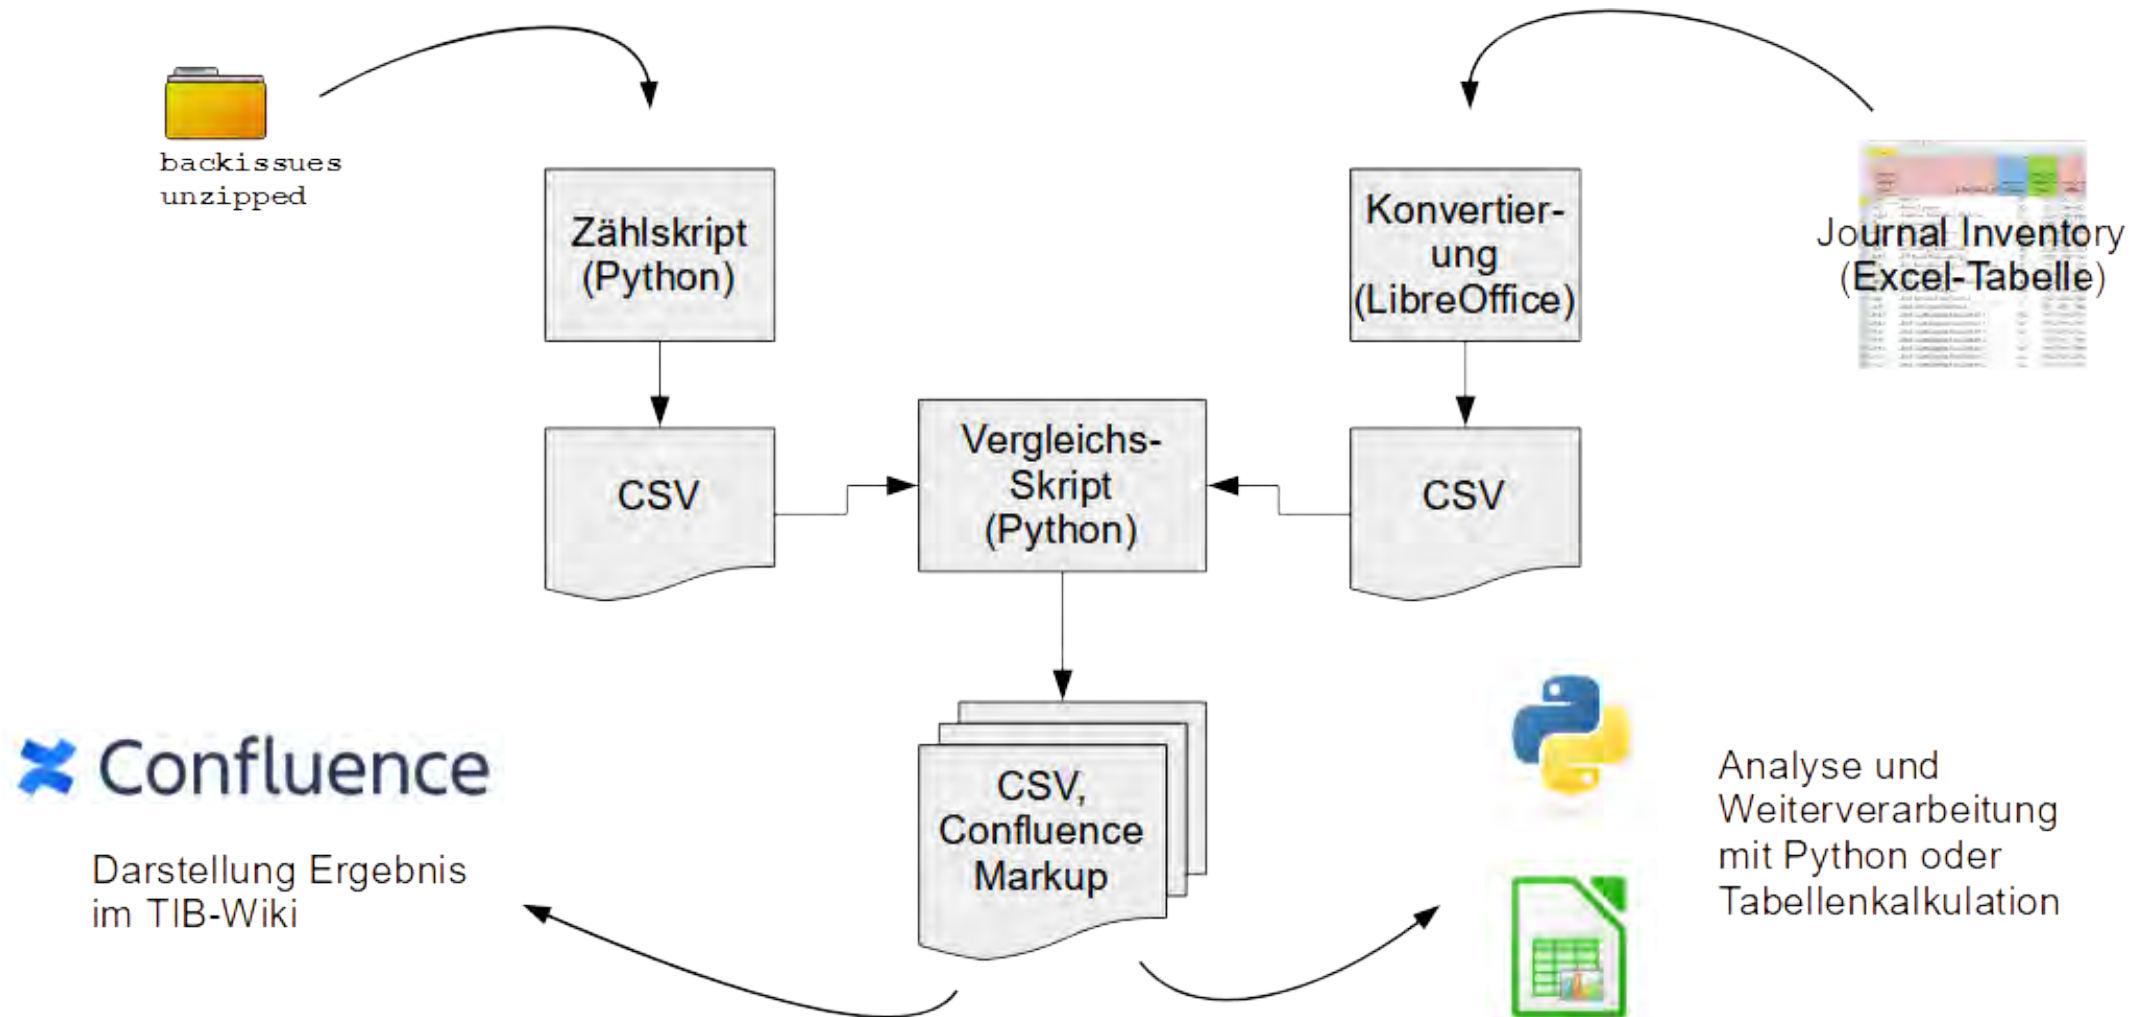 backissues
unzipped
Zählskript
(Python)
Konvertier-
ung
(LibreOffice)
Journal Inventory
(Excel-Tabelle)
CSV
Vergleichs-
Skript
(Python)
CSV
Confluence
Darstellung Ergebnis
im TIB-Wiki
CSV,
Confluence
Markup
Analyse und
Weiterverarbeitung
mit Python oder
Tabellenkalkulation